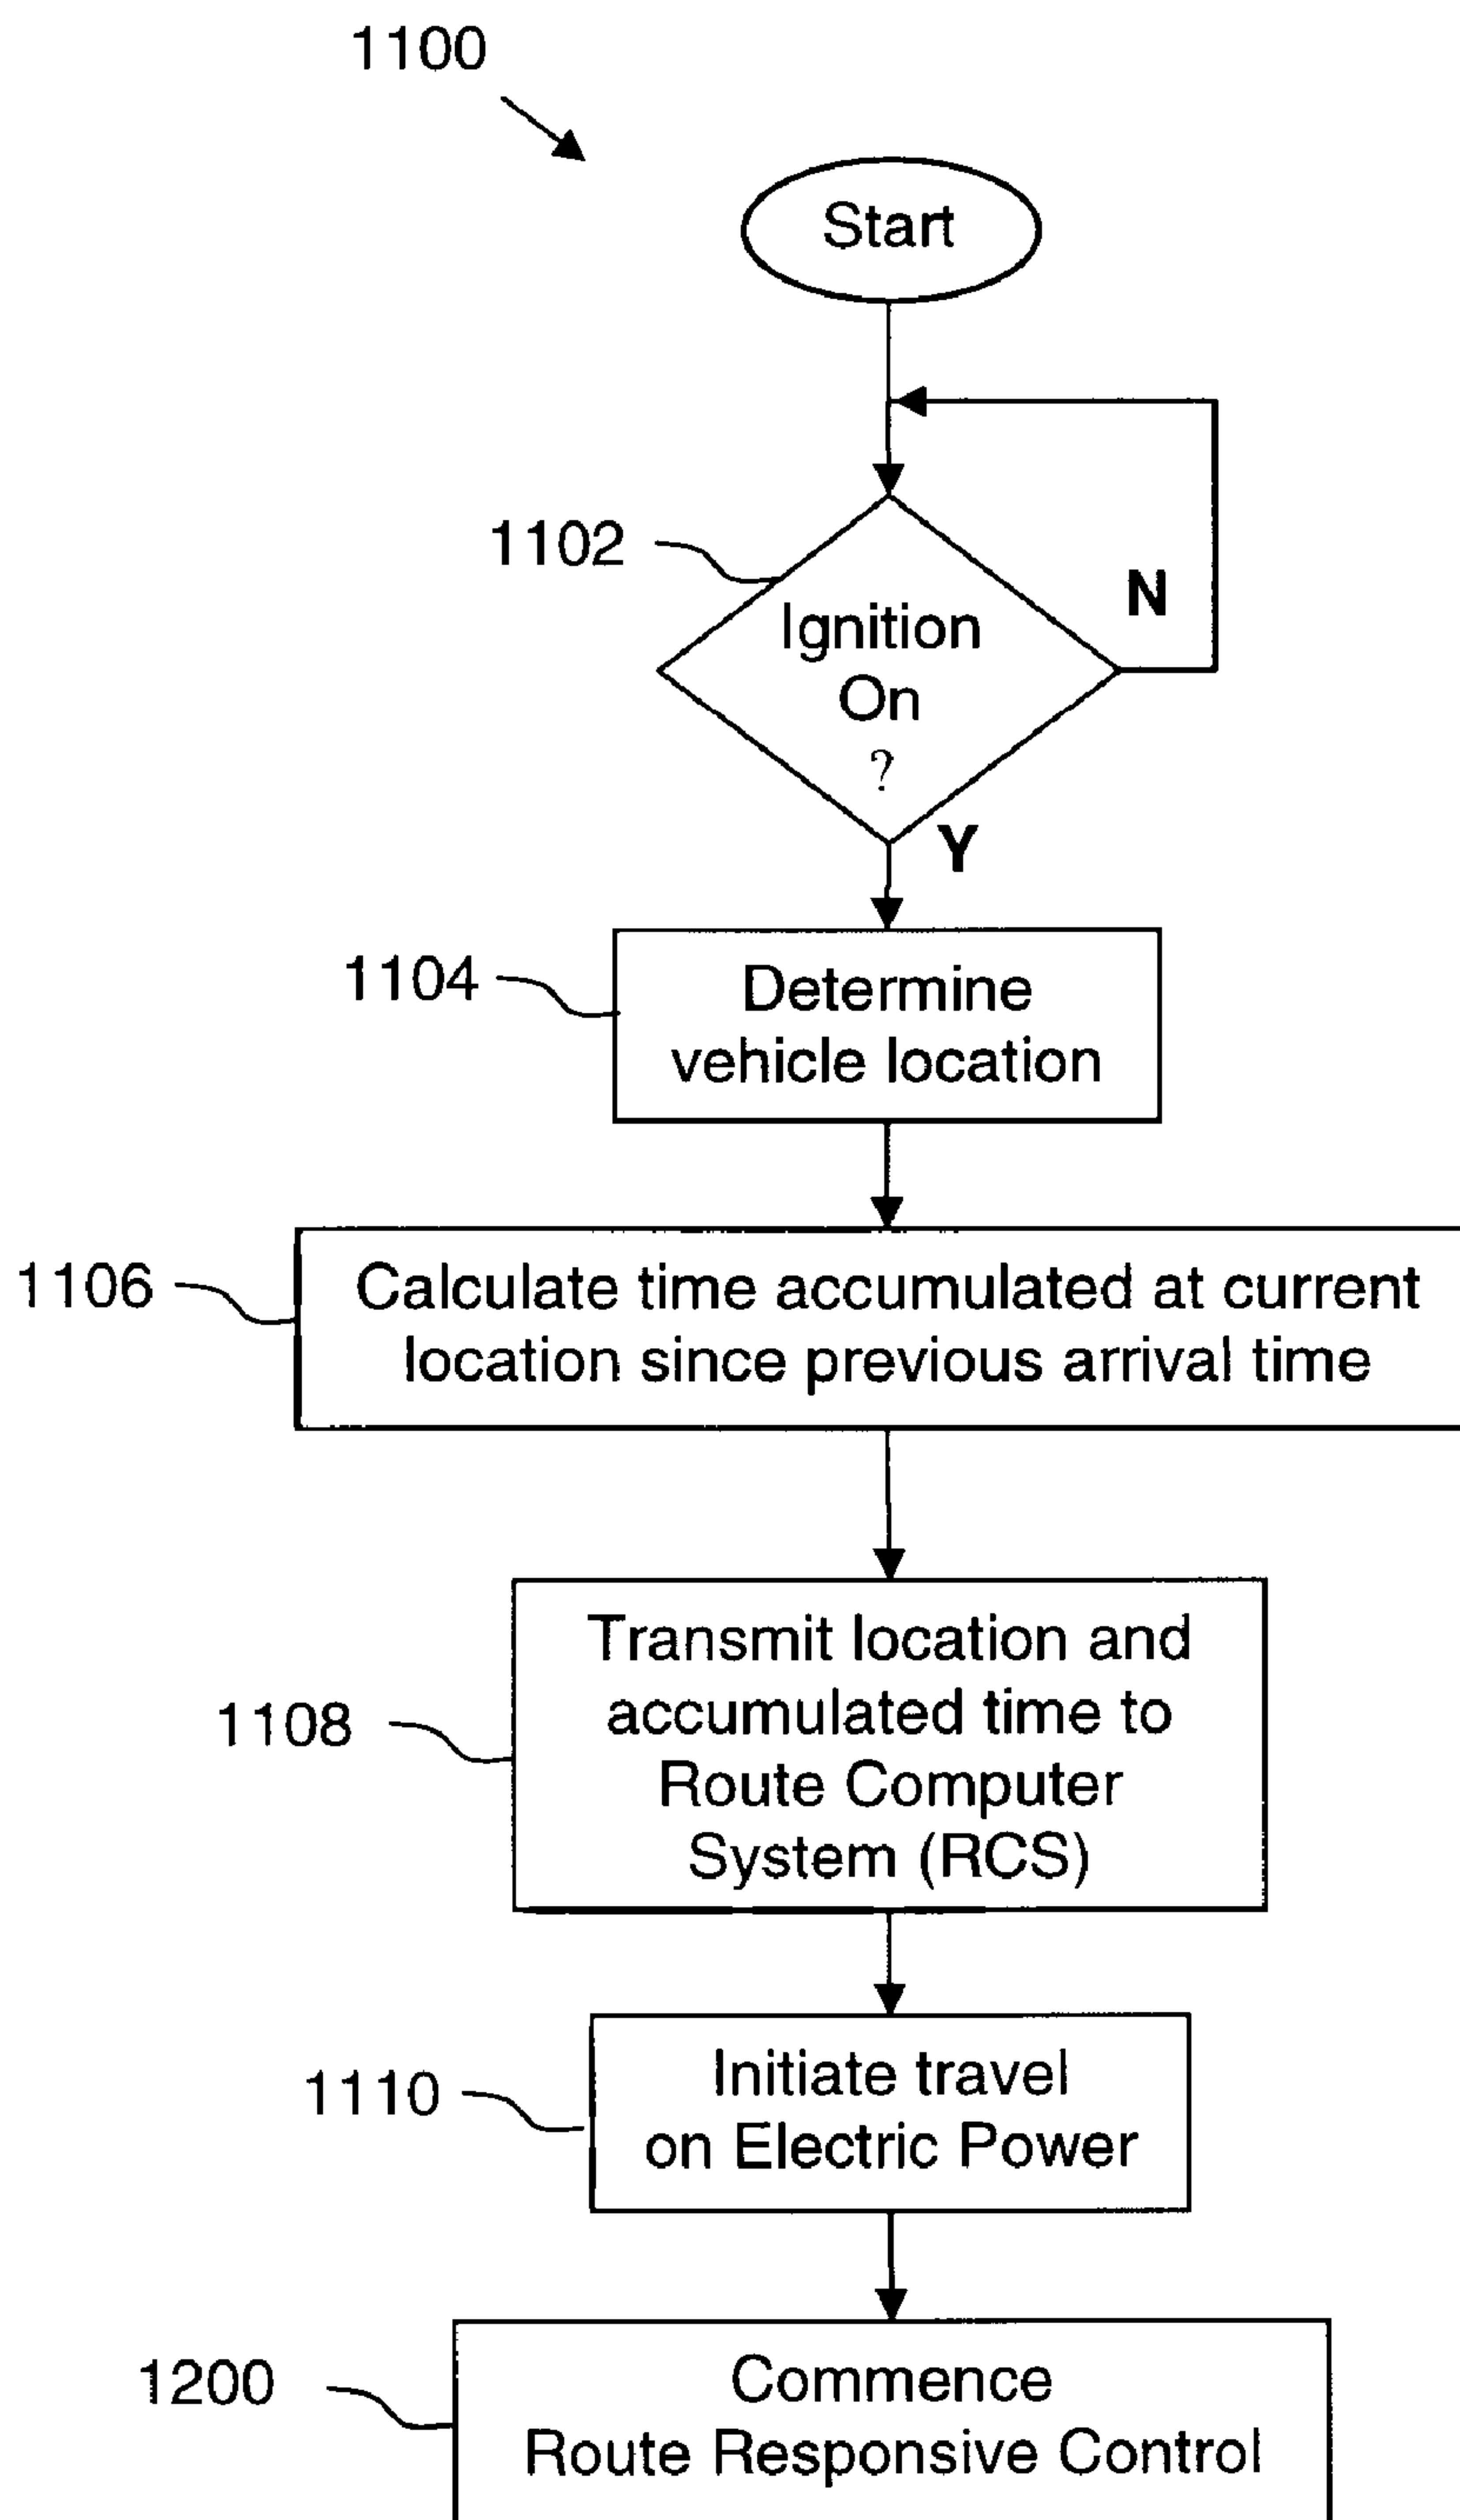 1100
Start
1102
Ignition
On
?
N
Y
1104
Determine
vehicle location
1106
Calculate time accumulated at current
location since previous arrival time
1108
Transmit location and
accumulated time to
Route Computer
System (RCS)
1110
Initiate travel
on Electric Power
1200
Commence
Route Responsive Control